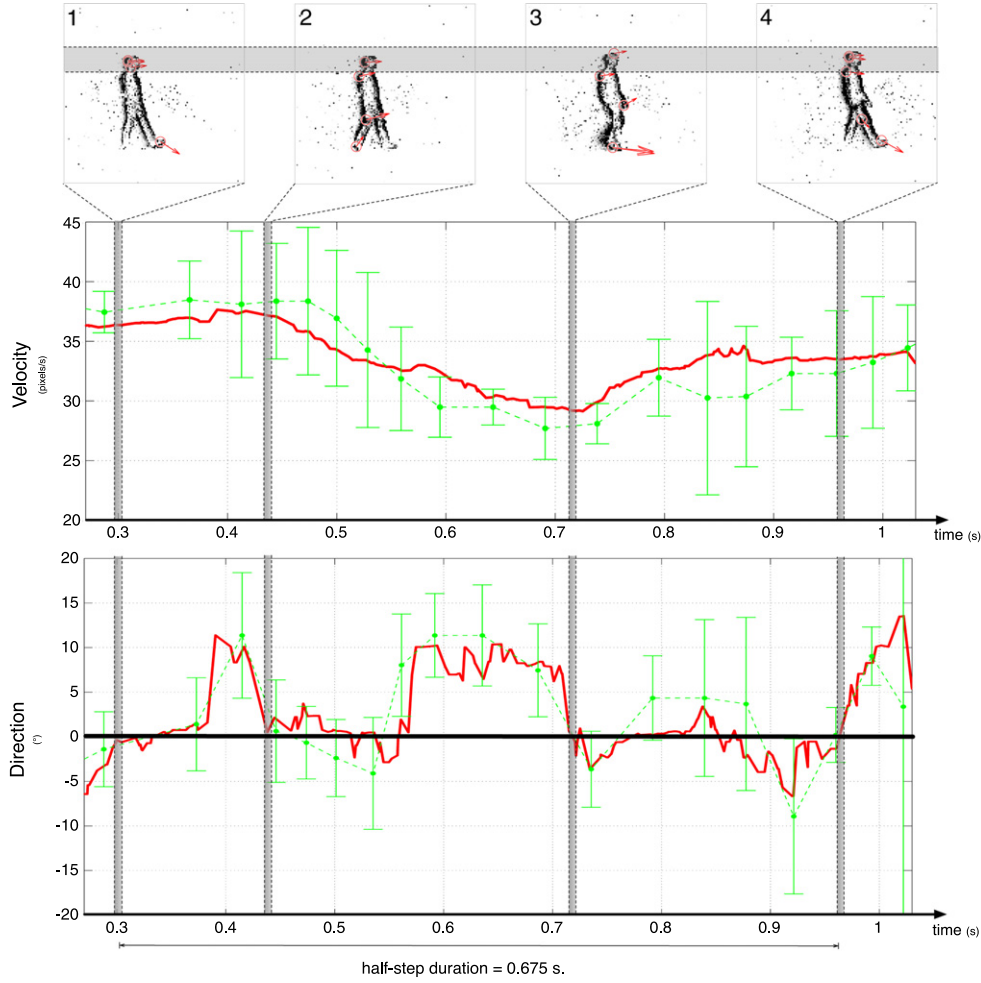 1 2 3 4
45
40
35
30
25
20
Velocity
(pixels/s)
0.3 0.4 0.5 0.6 0.7 0.8 0.9 1
time (s)
20
15
10
5
0
-5
-10
-15
-20
Direction
(°)
0.3 0.4 0.5 0.6 0.7 0.8 0.9 1
time (s)
half-step duration = 0.675 s.